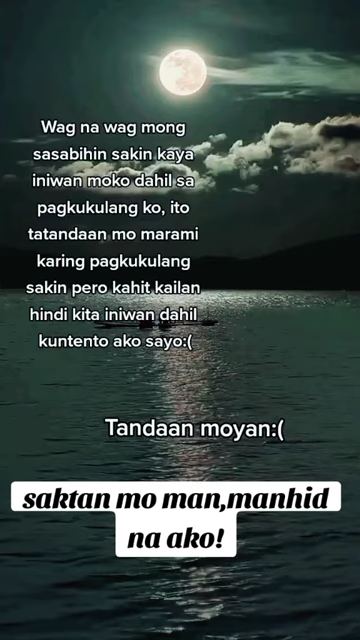 Wag na wag mong
sasabihin sakin kaya
iniwan moko dahil sa
pagkukulang ko, ito
tatandaan mo marami
karing pagkukulang
sakin pero kahit kailan
hindi kita iniwan dahil
kuntento ako sayo:(
Tandaan moyan:(
saktan mo man,manhid
na ako!